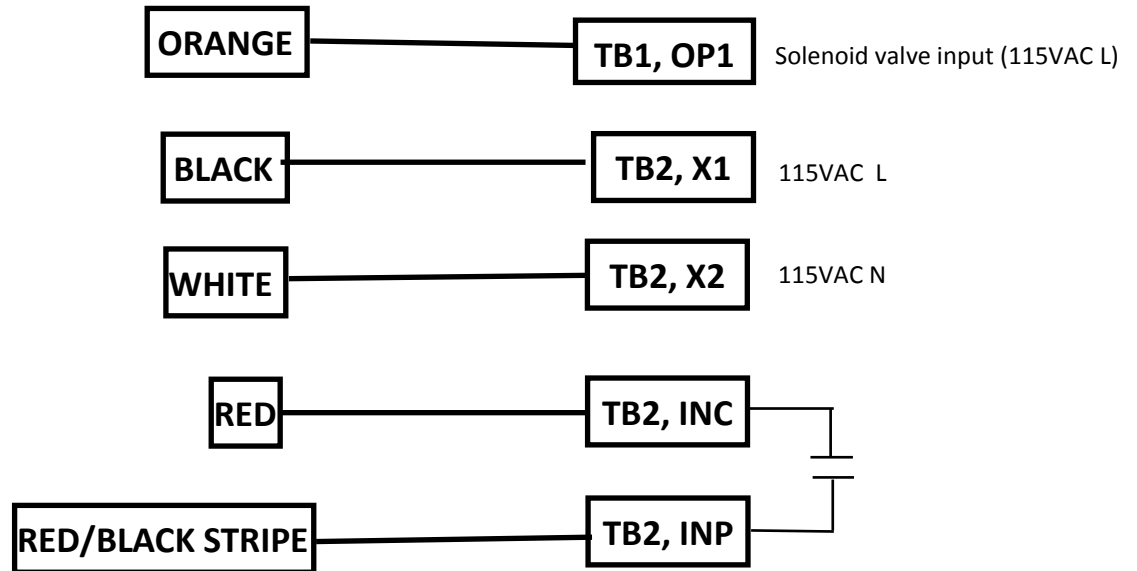 ORANGE TB1, OP1 Solenoid valve input (115VAC L)
BLACK TB2, X1 115VAC L
WHITE TB2, X2 115VAC N
RED TB2, INC
RED/BLACK STRIPE TB2, INP